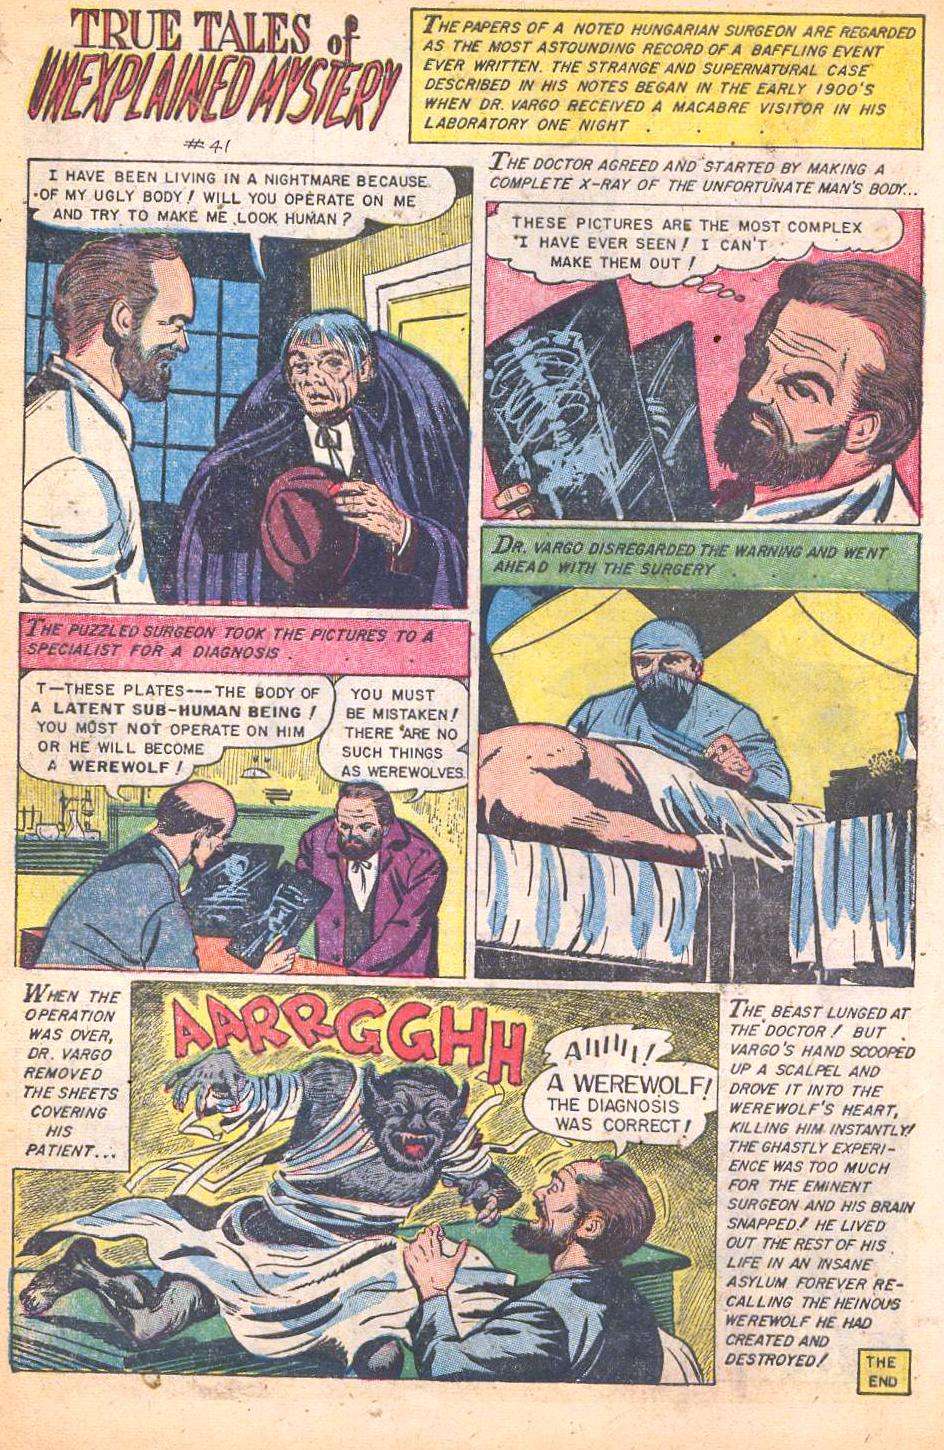 TRUE TALES of
UNEXPLAINED MYSTERY
#41
THE PAPERS OF A NOTED HUNGARIAN SURGEON ARE REGARDED
AS THE MOST ASTOUNDING RECORD OF A BAFFLING EVENT
EVER WRITTEN. THE STRANGE AND SUPERNATURAL CASE
DESCRIBED IN HIS NOTES BEGAN IN THE EARLY 1900'S
WHEN DR. VARGO RECEIVED A MACABRE VISITOR IN HIS
LABORATORY ONE NIGHT . . .
I HAVE BEEN LIVING IN A NIGHTMARE BECAUSE
OF MY UGLY BODY! WILL YOU OPERATE ON ME
AND TRY TO MAKE ME LOOK HUMAN?
THE DOCTOR AGREED AND STARTED BY MAKING A
COMPLETE X-RAY OF THE UNFORTUNATE MAN'S BODY...
THESE PICTURES ARE THE MOST COMPLEX
I HAVE EVER SEEN! I CAN'T
MAKE THEM OUT!
THE PUZZLED SURGEON TOOK THE PICTURES TO A
SPECIALIST FOR A DIAGNOSIS.
T-THESE PLATES---THE BODY OF
A LATENT SUB-HUMAN BEING!
YOU MOST NOT OPERATE ON HIM
OR HE WILL BECOME
A WEREWOLF!
YOU MUST
BE MISTAKEN!
THERE ARE NO
SUCH THINGS
AS WEREWOLVES.
DR. VARGO DISREGARDED THE WARNING AND WENT
AHEAD WITH THE SURGERY
WHEN THE
OPERATION
WAS OVER,
DR. VARGO
REMOVED
THE SHEETS
COVERING
HIS
PATIENT...
AARRGGHH
AIIIIII!
A WEREWOLF!
THE DIAGNOSIS
WAS CORRECT!
THE BEAST LUNGED AT
THE DOCTOR! BUT
VARGO'S HAND SCOOPED
UP A SCALPEL AND
DROVE IT INTO THE
WEREWOLF'S HEART,
KILLING HIM INSTANTLY!
THE GHASTLY EXPERI-
ENCE WAS TOO MUCH
FOR THE EMINENT
SURGEON AND HIS BRAIN
SNAPPED! HE LIVED
OUT THE REST OF HIS
LIFE IN AN INSANE
ASYLUM FOREVER RE-
CALLING THE HEINOUS
WEREWOLF HE HAD
CREATED AND
DESTROYED!
THE
END